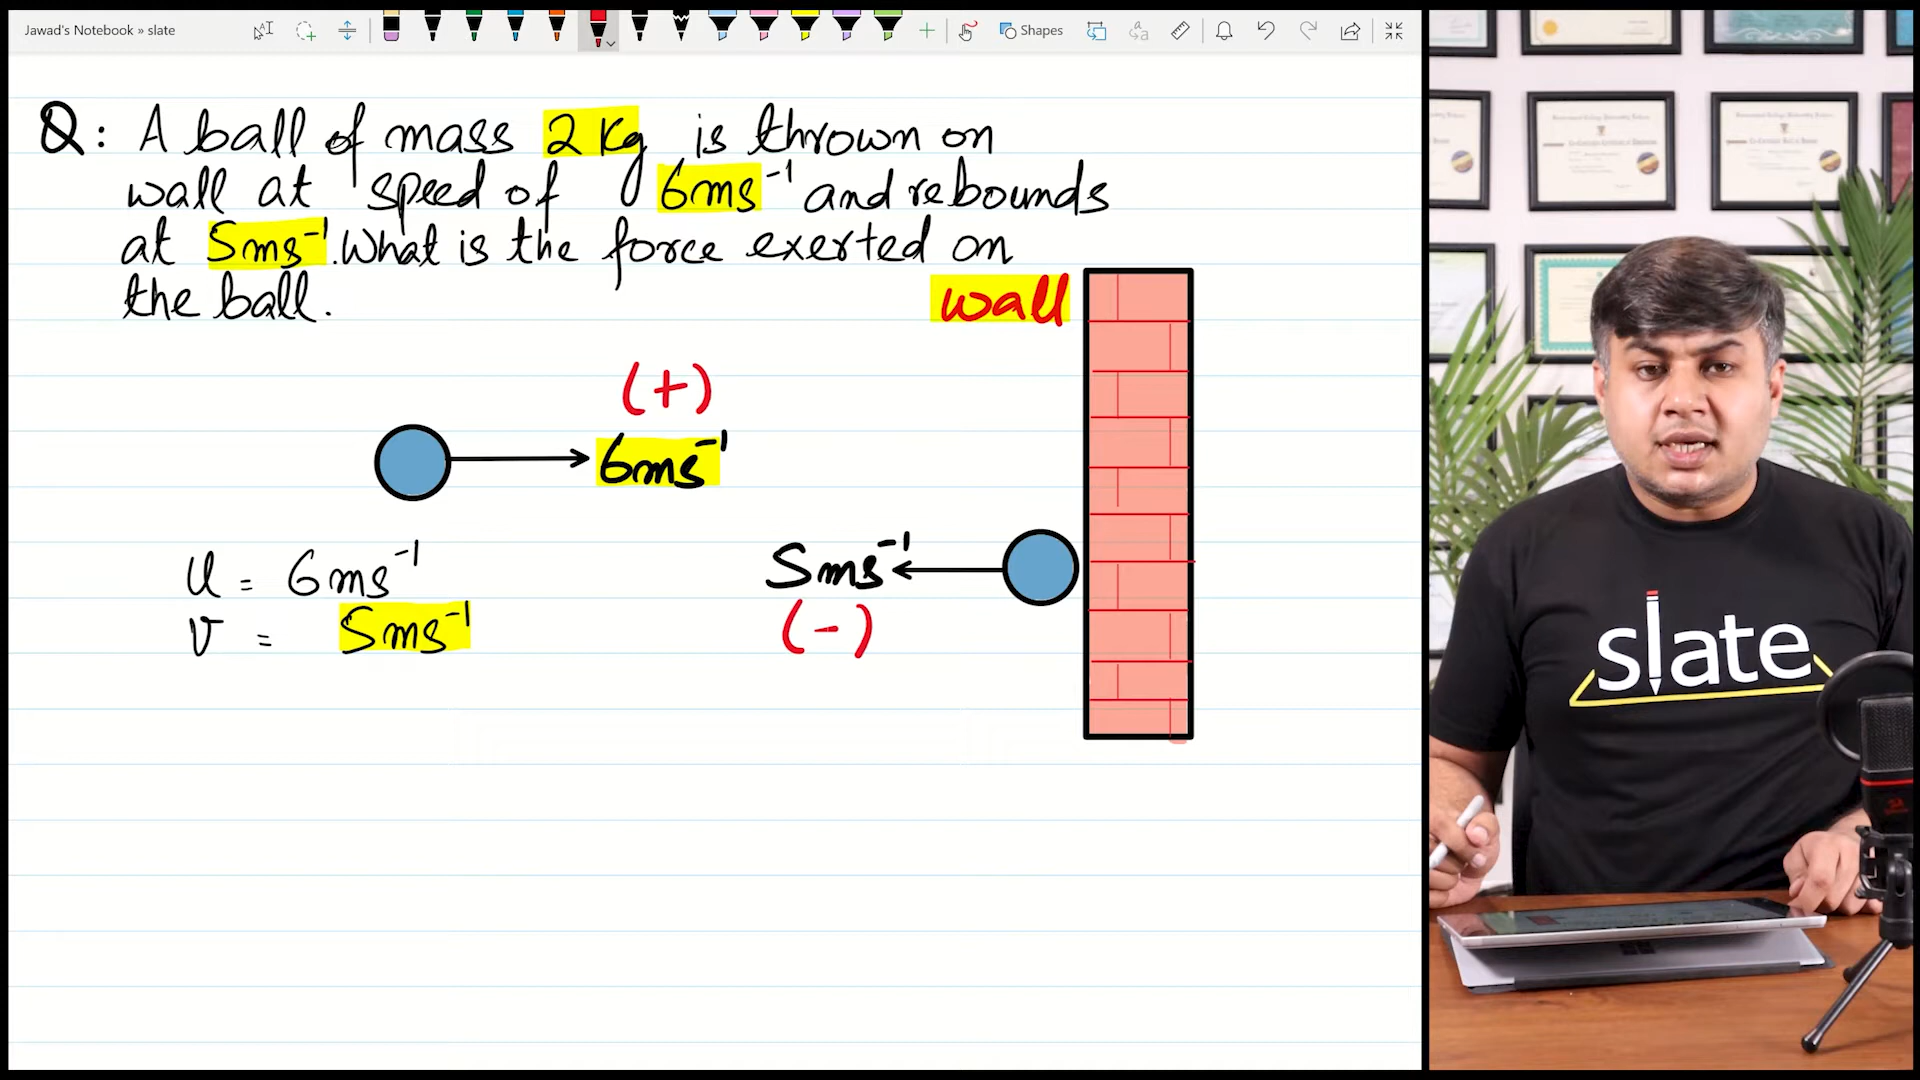 Jawad's Notebook » slate
Shapes
Q: A ball of mass 2 Kg is thrown on
wall at speed of 6ms⁻¹ and rebounds
at 5ms⁻¹. What is the force exerted on
the ball.
wall
(+)
6ms⁻¹
U = 6ms⁻¹
V = 5ms⁻¹
5ms⁻¹
(-)
slate